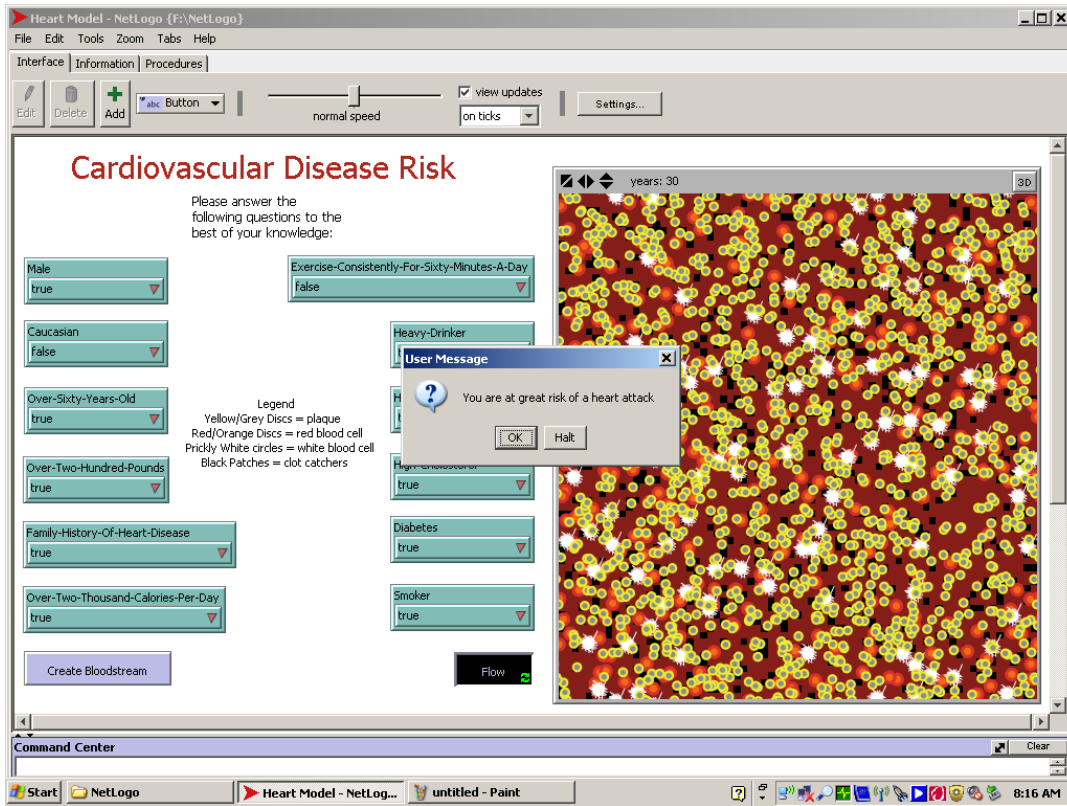 Heart Model - NetLogo {F:\NetLogo}
File Edit Tools Zoom Tabs Help
Interface Information Procedures
Edit Delete Add abc Button normal speed view updates on ticks Settings...
Cardiovascular Disease Risk
Please answer the
following questions to the
best of your knowledge:
Male
true
Exercise-Consistently-For-Sixty-Minutes-A-Day
false
Caucasian
false
Heavy-Drinker
Over-Sixty-Years-Old
true
Legend
Yellow/Grey Discs = plaque
Red/Orange Discs = red blood cell
Prickly White circles = white blood cell
Black Patches = clot catchers
Over-Two-Hundred-Pounds
true
High-Cholesterol
true
Family-History-Of-Heart-Disease
true
Diabetes
true
Over-Two-Thousand-Calories-Per-Day
true
Smoker
true
Create Bloodstream
Flow
User Message
You are at great risk of a heart attack
OK Halt
years: 30 3D
Command Center Clear
Start NetLogo Heart Model - NetLog... untitled - Paint 8:16 AM